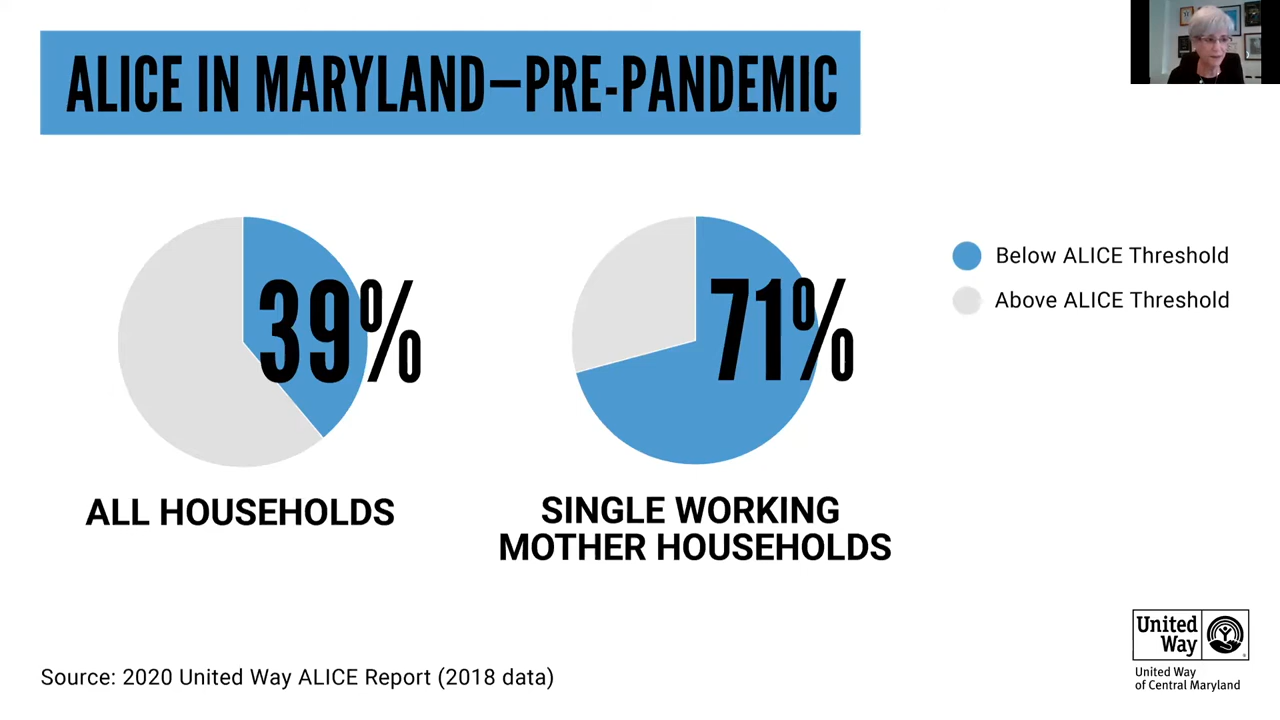 ALICE IN MARYLAND—PRE-PANDEMIC
39%
71%
Below ALICE Threshold
Above ALICE Threshold
ALL HOUSEHOLDS
SINGLE WORKING
MOTHER HOUSEHOLDS
Source: 2020 United Way ALICE Report (2018 data)
United
Way
United Way
of Central Maryland